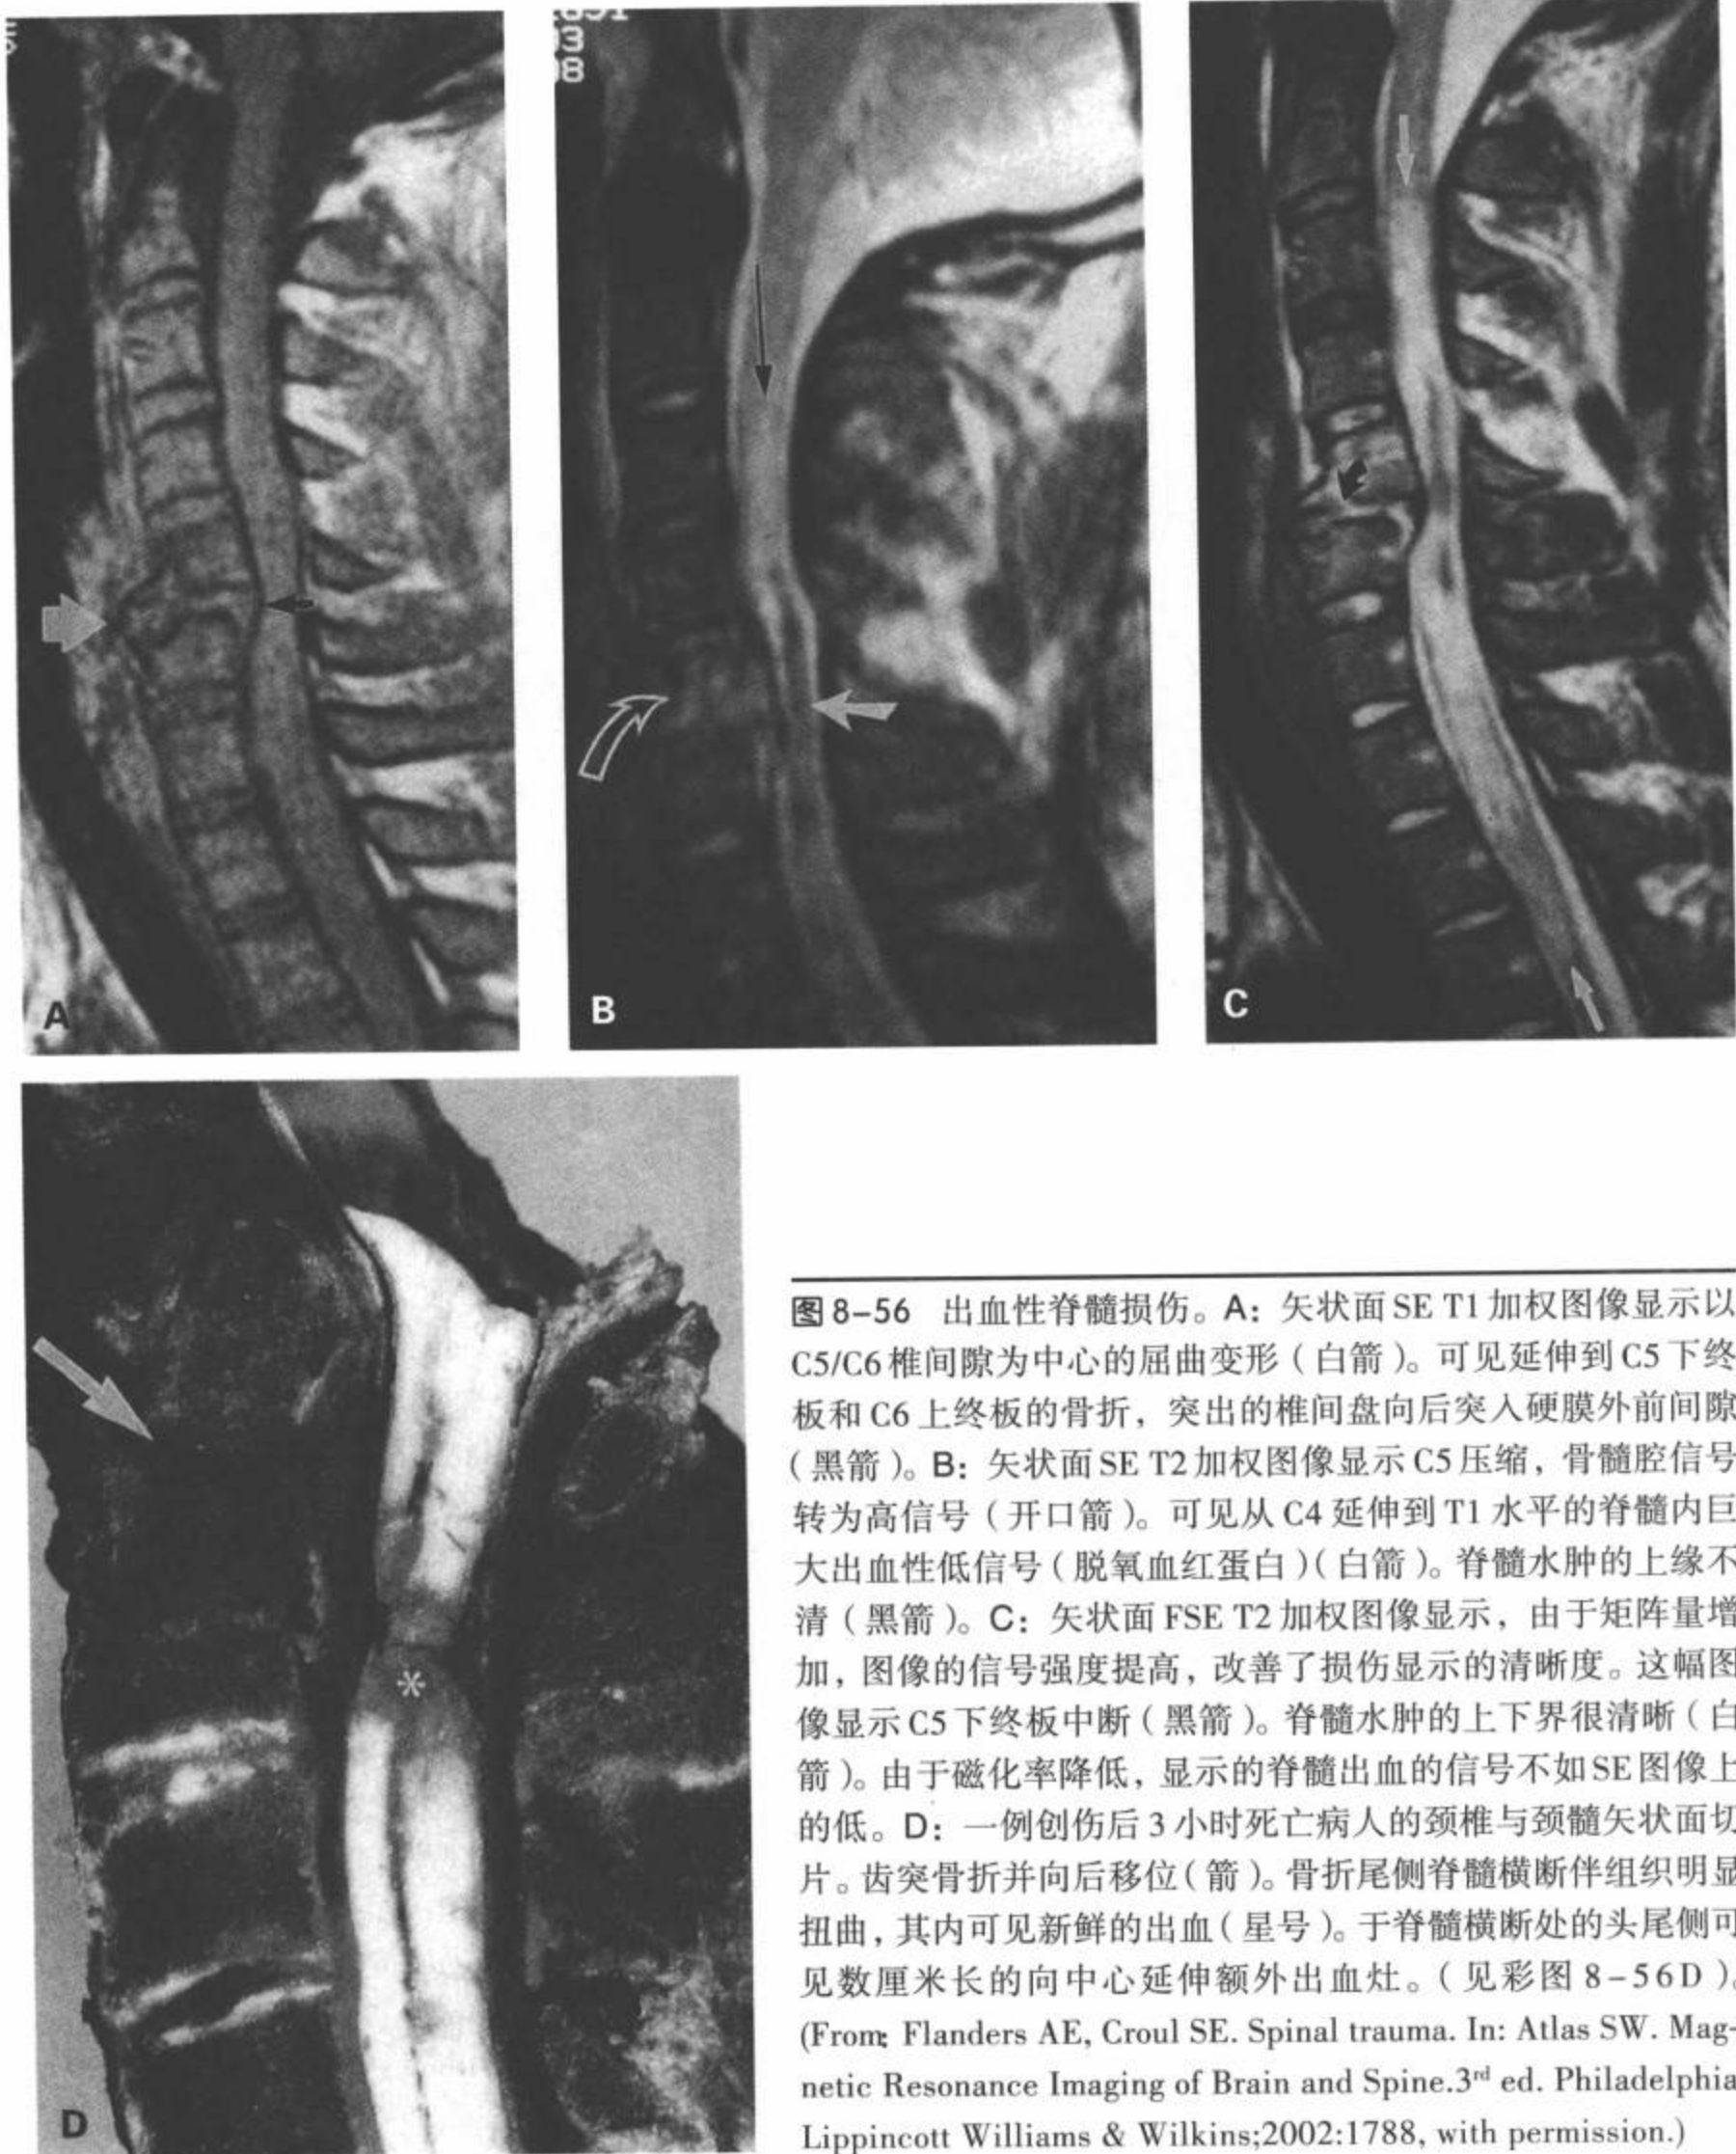 3
8
A
B
C
D
*
图8-56 出血性脊髓损伤。A：矢状面SE T1加权图像显示以
C5/C6椎间隙为中心的屈曲变形（白箭）。可见延伸到C5下终
板和C6上终板的骨折，突出的椎间盘向后突入硬膜外前间隙
（黑箭）。B：矢状面SE T2加权图像显示C5压缩，骨髓腔信号
转为高信号（开口箭）。可见从C4延伸到T1水平的脊髓内巨
大出血性低信号（脱氧血红蛋白）（白箭）。脊髓水肿的上缘不
清（黑箭）。C：矢状面FSE T2加权图像显示，由于矩阵量增
加，图像的信号强度提高，改善了损伤显示的清晰度。这幅图
像显示C5下终板中断（黑箭）。脊髓水肿的上下界很清晰（白
箭）。由于磁化率降低，显示的脊髓出血的信号不如SE图像上
的低。D：一例创伤后3小时死亡病人的颈椎与颈髓矢状面切
片。齿突骨折并向后移位（箭）。骨折尾侧脊髓横断伴组织明显
扭曲，其内可见新鲜的出血（星号）。于脊髓横断处的头尾侧可
见数厘米长的向中心延伸额外出血灶。（见彩图8-56D）。
(From: Flanders AE, Croul SE. Spinal trauma. In: Atlas SW. Mag-
netic Resonance Imaging of Brain and Spine.3rd ed. Philadelphia
Lippincott Williams & Wilkins;2002:1788, with permission.)